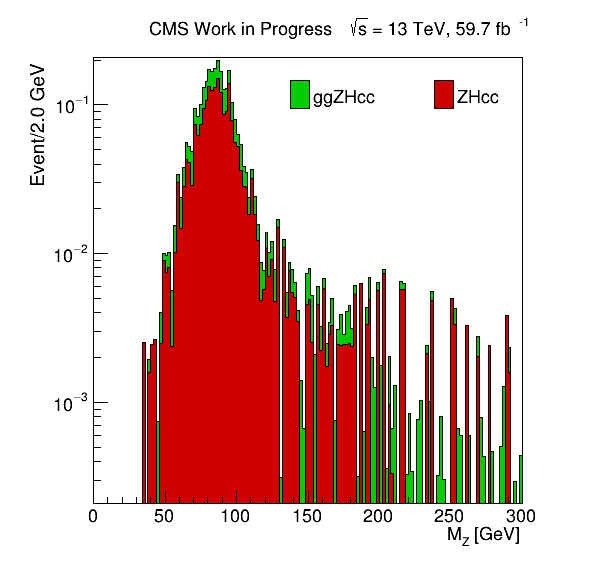 CMS Work in Progress √s = 13 TeV, 59.7 fb⁻¹
Event/2.0 GeV
ggZHcc ZHcc
10⁻¹
10⁻²
10⁻³
0 50 100 150 200 250 300
M_Z [GeV]